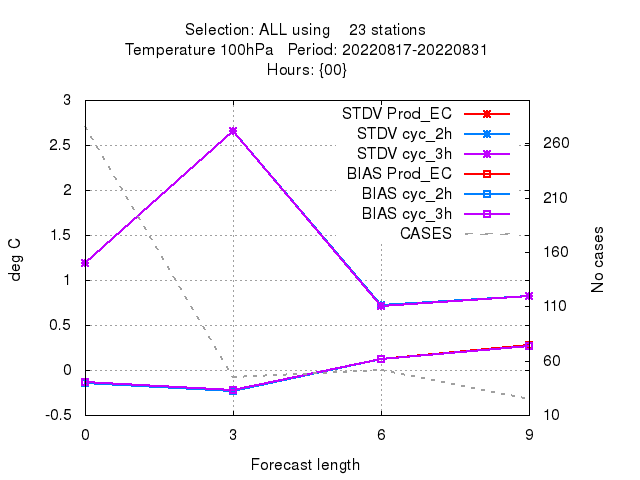 Selection: ALL using    23 stations
Temperature 100hPa   Period: 20220817-20220831
Hours: {00}
3
2.5
2
1.5
1
0.5
0
-0.5
deg C
STDV Prod_EC
STDV cyc_2h
STDV cyc_3h
BIAS Prod_EC
BIAS cyc_2h
BIAS cyc_3h
CASES
260
210
160
110
60
10
No cases
0 3 6 9
Forecast length